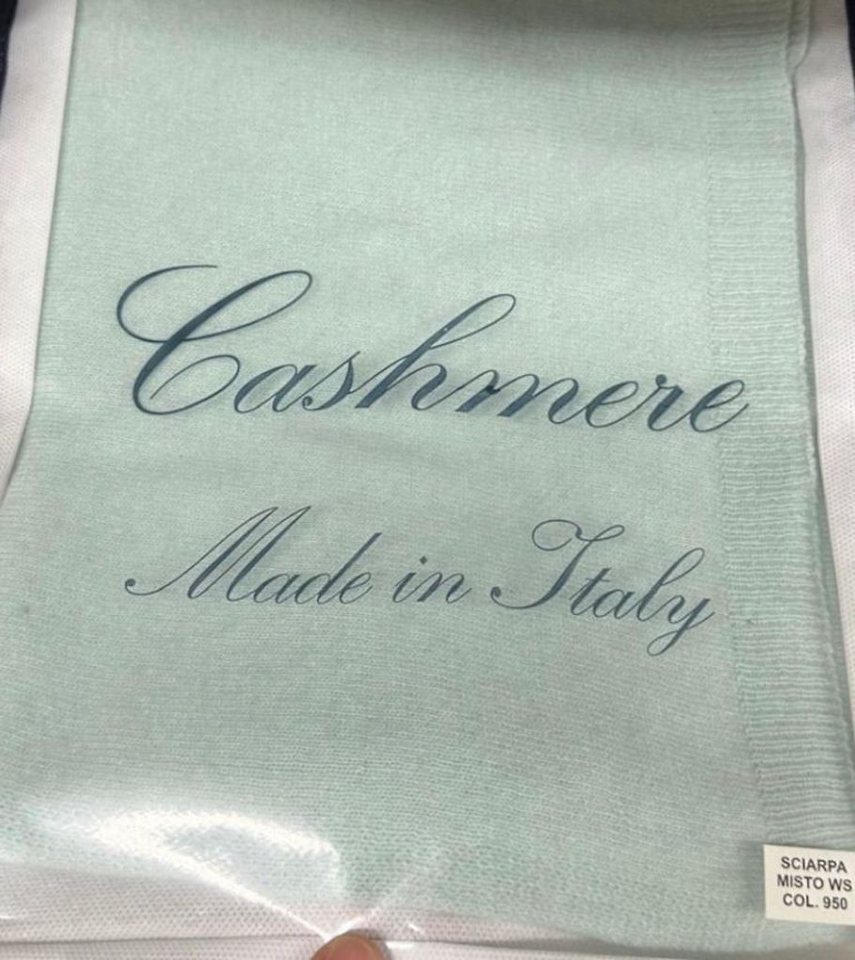 Cashmere
Made in Italy
SCIARPA
MISTO WS
COL. 950